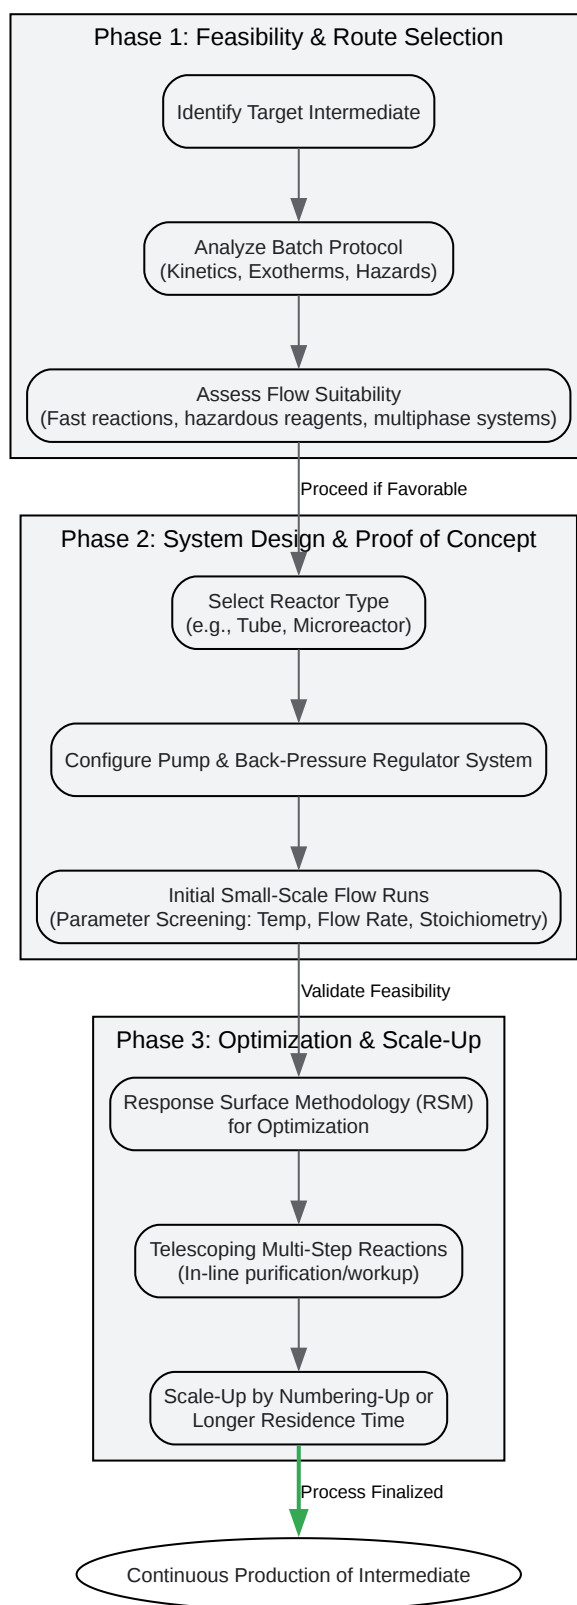 Phase 1: Feasibility & Route Selection
Identify Target Intermediate
Analyze Batch Protocol
(Kinetics, Exotherms, Hazards)
Assess Flow Suitability
(Fast reactions, hazardous reagents, multiphase systems)
Proceed if Favorable
Phase 2: System Design & Proof of Concept
Select Reactor Type
(e.g., Tube, Microreactor)
Configure Pump & Back-Pressure Regulator System
Initial Small-Scale Flow Runs
(Parameter Screening: Temp, Flow Rate, Stoichiometry)
Validate Feasibility
Phase 3: Optimization & Scale-Up
Response Surface Methodology (RSM)
for Optimization
Telescoping Multi-Step Reactions
(In-line purification/workup)
Scale-Up by Numbering-Up or
Longer Residence Time
Process Finalized
Continuous Production of Intermediate